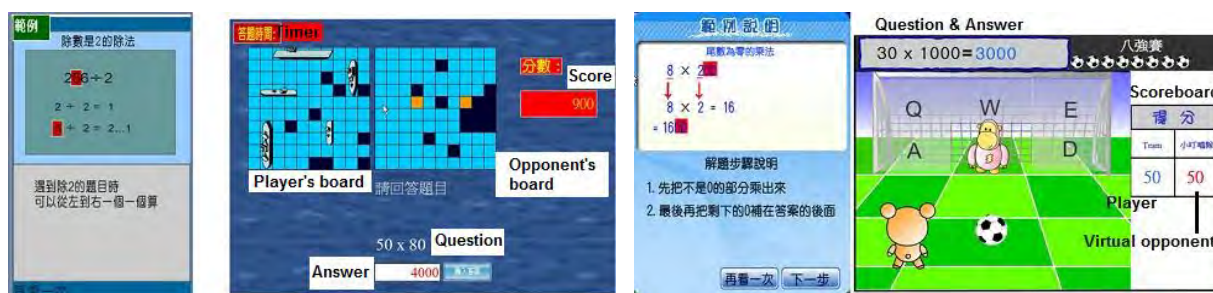 範例
除數是2的除法
2 6÷2
2 ÷ 2 = 1
÷ 2 = 2...1
遇到除2的題目時
可以從左到右一個一個算
再看一次
答題時間: Timer
分數:
Score
900
Player's board
Opponent's
board
請回答題目
50 x 80
Question
Answer
4000
範例說明
尾數為零的乘法
8 × 2
8 × 2 = 16
= 16
解題步驟說明
1. 先把不是0的部分乘出來
2. 最後再把剩下的0補在答案的後面
再看一次
下一步
Question & Answer
30 x 1000=3000
八強賽
Q W E
A D
Scoreboard
得 分
Team
50 50
Player
Virtual opponent